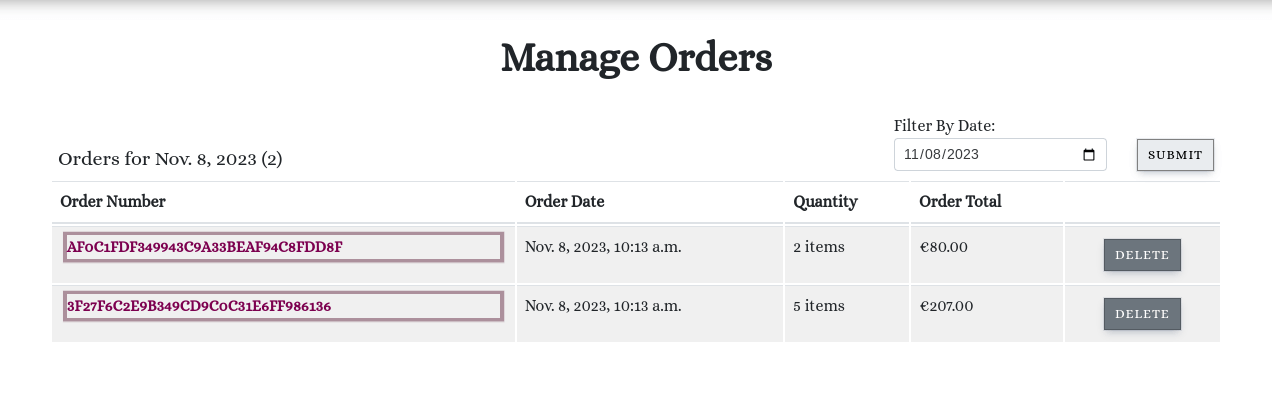 Manage Orders
Filter By Date:
Orders for Nov. 8, 2023 (2)
11/08/2023
SUBMIT
Order Number Order Date Quantity Order Total
AF0C1FDF349943C9A33BEAF94C8FDD8F Nov. 8, 2023, 10:13 a.m. 2 items €80.00 DELETE
3F27F6C2E9B349CD9C0C31E6FF986136 Nov. 8, 2023, 10:13 a.m. 5 items €207.00 DELETE